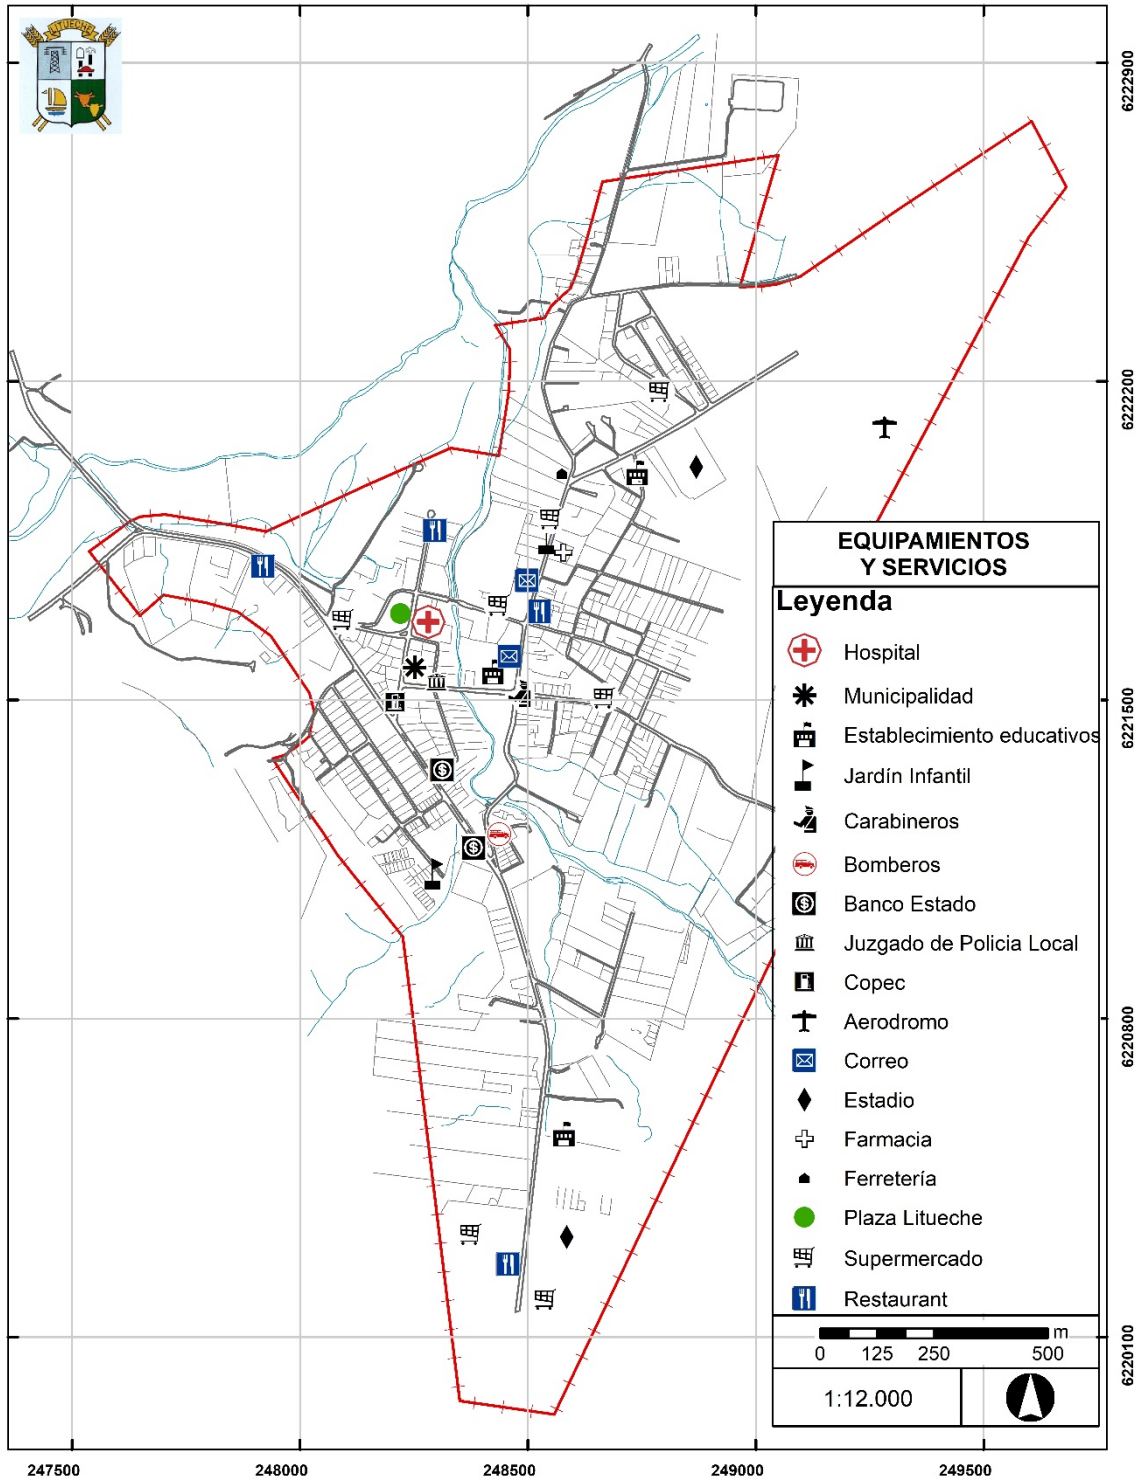 LITUECHE
6222900
6222200
6221500
6220800
6220100
EQUIPAMIENTOS
Y SERVICIOS
Leyenda
Hospital
Municipalidad
Establecimiento educativos
Jardín Infantil
Carabineros
Bomberos
Banco Estado
Juzgado de Policia Local
Copec
Aerodromo
Correo
Estadio
Farmacia
Ferretería
Plaza Litueche
Supermercado
Restaurant
m
0 125 250 500
1:12.000
247500 248000 248500 249000 249500